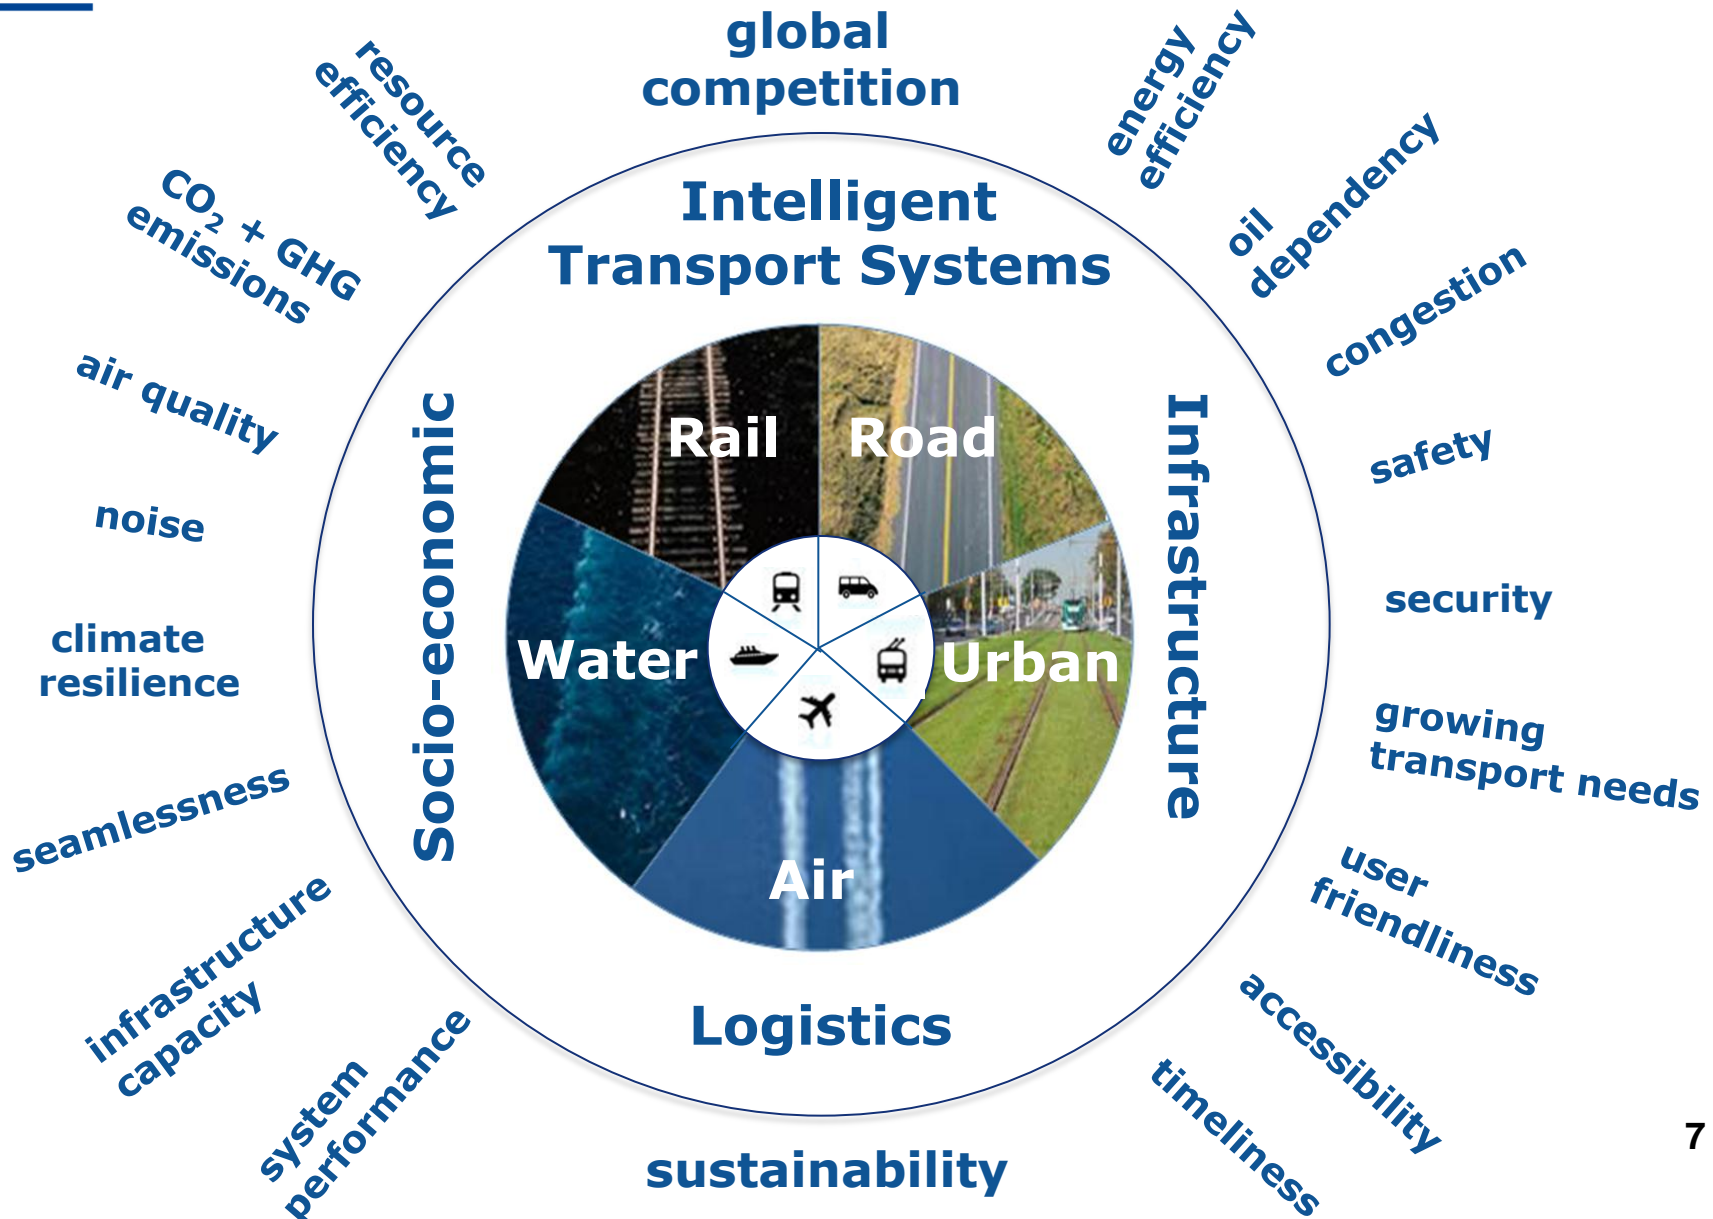 global
competition
energy
efficiency
oil
dependency
congestion
safety
security
growing
transport needs
user
friendliness
accessibility
timeliness
sustainability
system
performance
infrastructure
capacity
seamlessness
climate
resilience
noise
air quality
CO₂ + GHG
emissions
resource
efficiency
Intelligent
Transport Systems
Infrastructure
Logistics
Socio-economic
Rail
Road
Urban
Air
Water
7